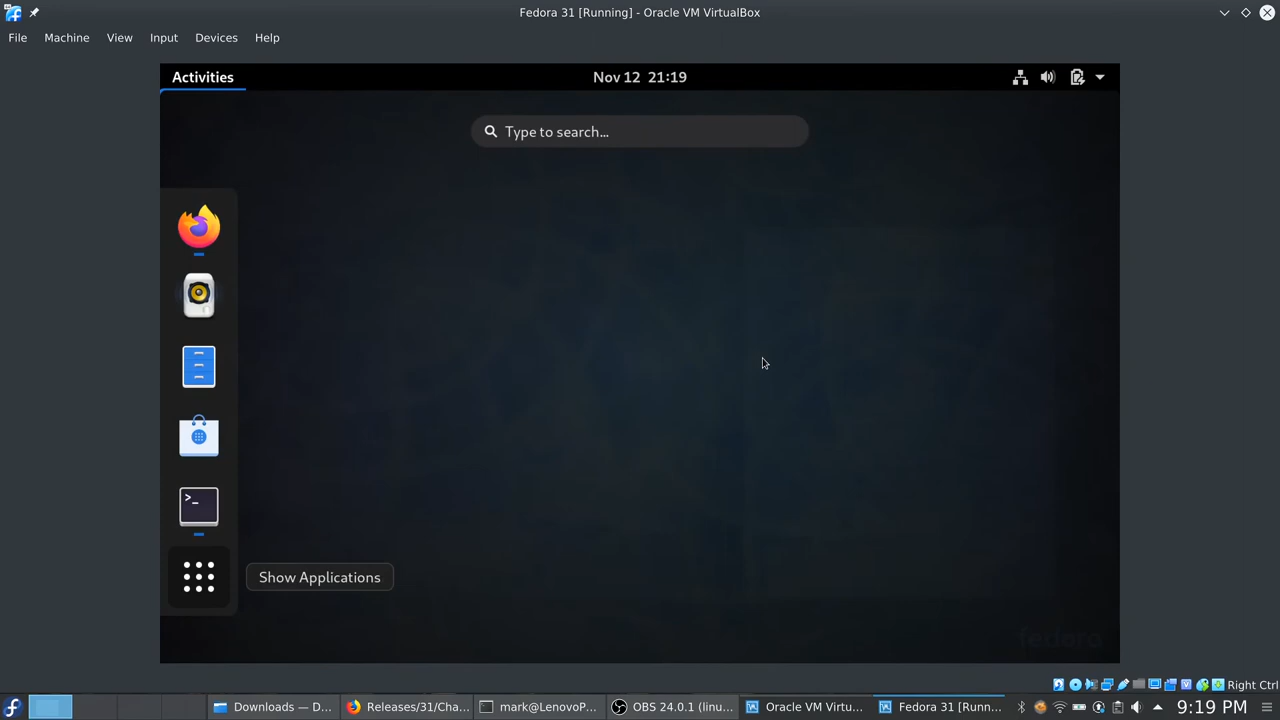 Fedora 31 [Running] - Oracle VM VirtualBox
File Machine View Input Devices Help
Activities
Nov 12 21:19
Type to search...
>_
Show Applications
fedora
Right Ctrl
Downloads — D...
Releases/31/Cha...
mark@LenovoP...
OBS 24.0.1 (linu...
Oracle VM Virtu...
Fedora 31 [Runn...
9:19 PM